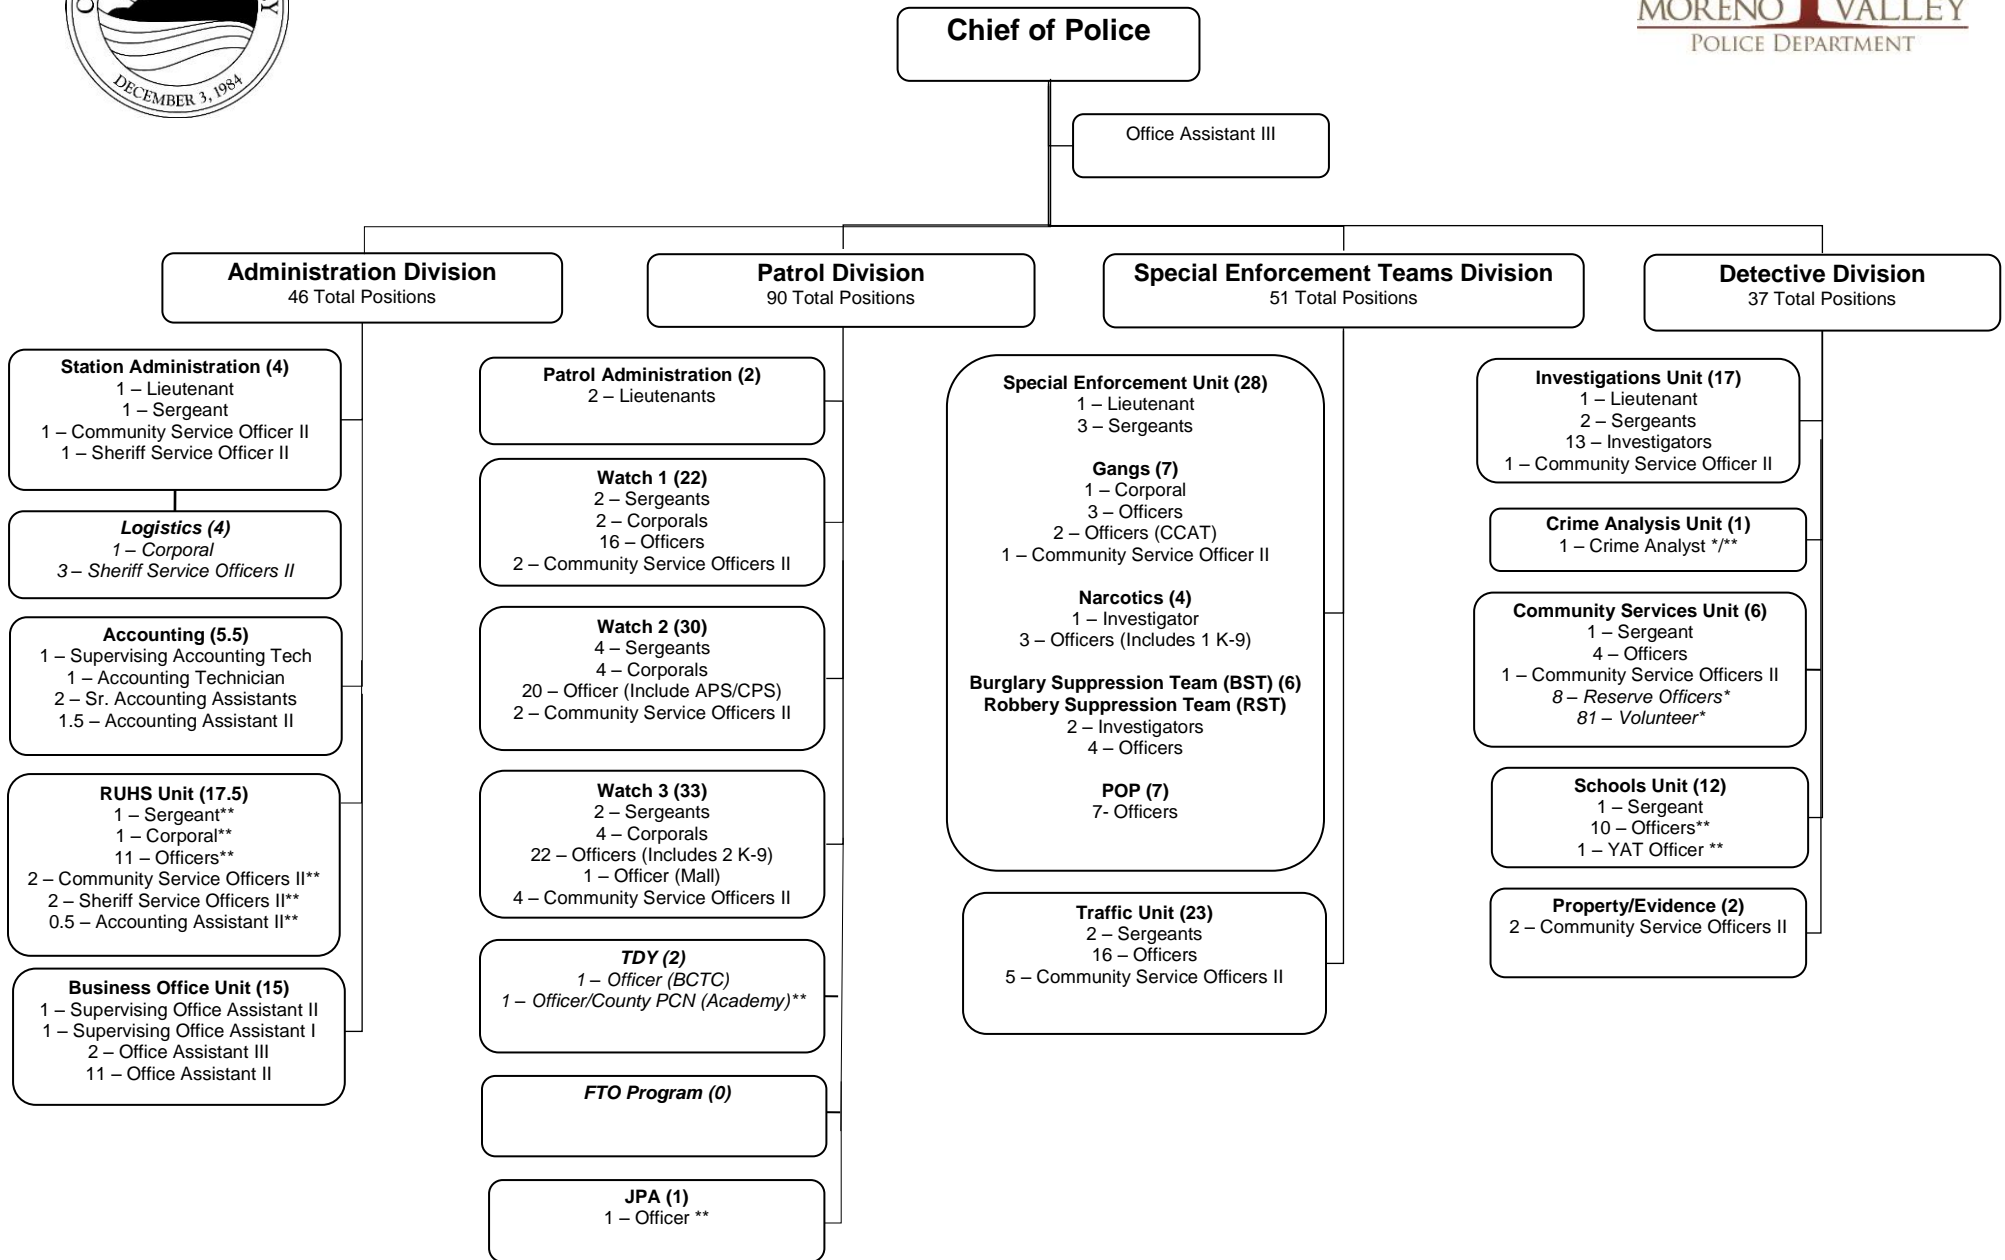 DECEMBER 3, 1984
MORENO VALLEY
POLICE DEPARTMENT
Chief of Police
Office Assistant III
Administration Division
46 Total Positions
Station Administration (4)
1 – Lieutenant
1 – Sergeant
1 – Community Service Officer II
1 – Sheriff Service Officer II
Logistics (4)
1 – Corporal
3 – Sheriff Service Officers II
Accounting (5.5)
1 – Supervising Accounting Tech
1 – Accounting Technician
2 – Sr. Accounting Assistants
1.5 – Accounting Assistant II
RUHS Unit (17.5)
1 – Sergeant**
1 – Corporal**
11 – Officers**
2 – Community Service Officers II**
2 – Sheriff Service Officers II**
0.5 – Accounting Assistant II**
Business Office Unit (15)
1 – Supervising Office Assistant II
1 – Supervising Office Assistant I
2 – Office Assistant III
11 – Office Assistant II
Patrol Division
90 Total Positions
Patrol Administration (2)
2 – Lieutenants
Watch 1 (22)
2 – Sergeants
2 – Corporals
16 – Officers
2 – Community Service Officers II
Watch 2 (30)
4 – Sergeants
4 – Corporals
20 – Officer (Include APS/CPS)
2 – Community Service Officers II
Watch 3 (33)
2 – Sergeants
4 – Corporals
22 – Officers (Includes 2 K-9)
1 – Officer (Mall)
4 – Community Service Officers II
TDY (2)
1 – Officer (BCTC)
1 – Officer/County PCN (Academy)**
FTO Program (0)
JPA (1)
1 – Officer **
Special Enforcement Teams Division
51 Total Positions
Special Enforcement Unit (28)
1 – Lieutenant
3 – Sergeants
Gangs (7)
1 – Corporal
3 – Officers
2 – Officers (CCAT)
1 – Community Service Officer II
Narcotics (4)
1 – Investigator
3 – Officers (Includes 1 K-9)
Burglary Suppression Team (BST) (6)
Robbery Suppression Team (RST)
2 – Investigators
4 – Officers
POP (7)
7- Officers
Traffic Unit (23)
2 – Sergeants
16 – Officers
5 – Community Service Officers II
Detective Division
37 Total Positions
Investigations Unit (17)
1 – Lieutenant
2 – Sergeants
13 – Investigators
1 – Community Service Officer II
Crime Analysis Unit (1)
1 – Crime Analyst */**
Community Services Unit (6)
1 – Sergeant
4 – Officers
1 – Community Service Officers II
8 – Reserve Officers*
81 – Volunteer*
Schools Unit (12)
1 – Sergeant
10 – Officers**
1 – YAT Officer **
Property/Evidence (2)
2 – Community Service Officers II